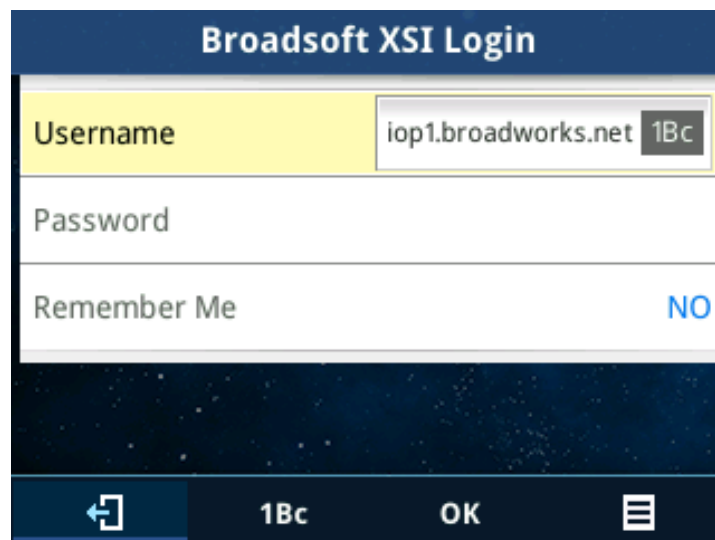 Broadsoft XSI Login
Username iop1.broadworks.net 1Bc
Password
Remember Me NO
1Bc OK